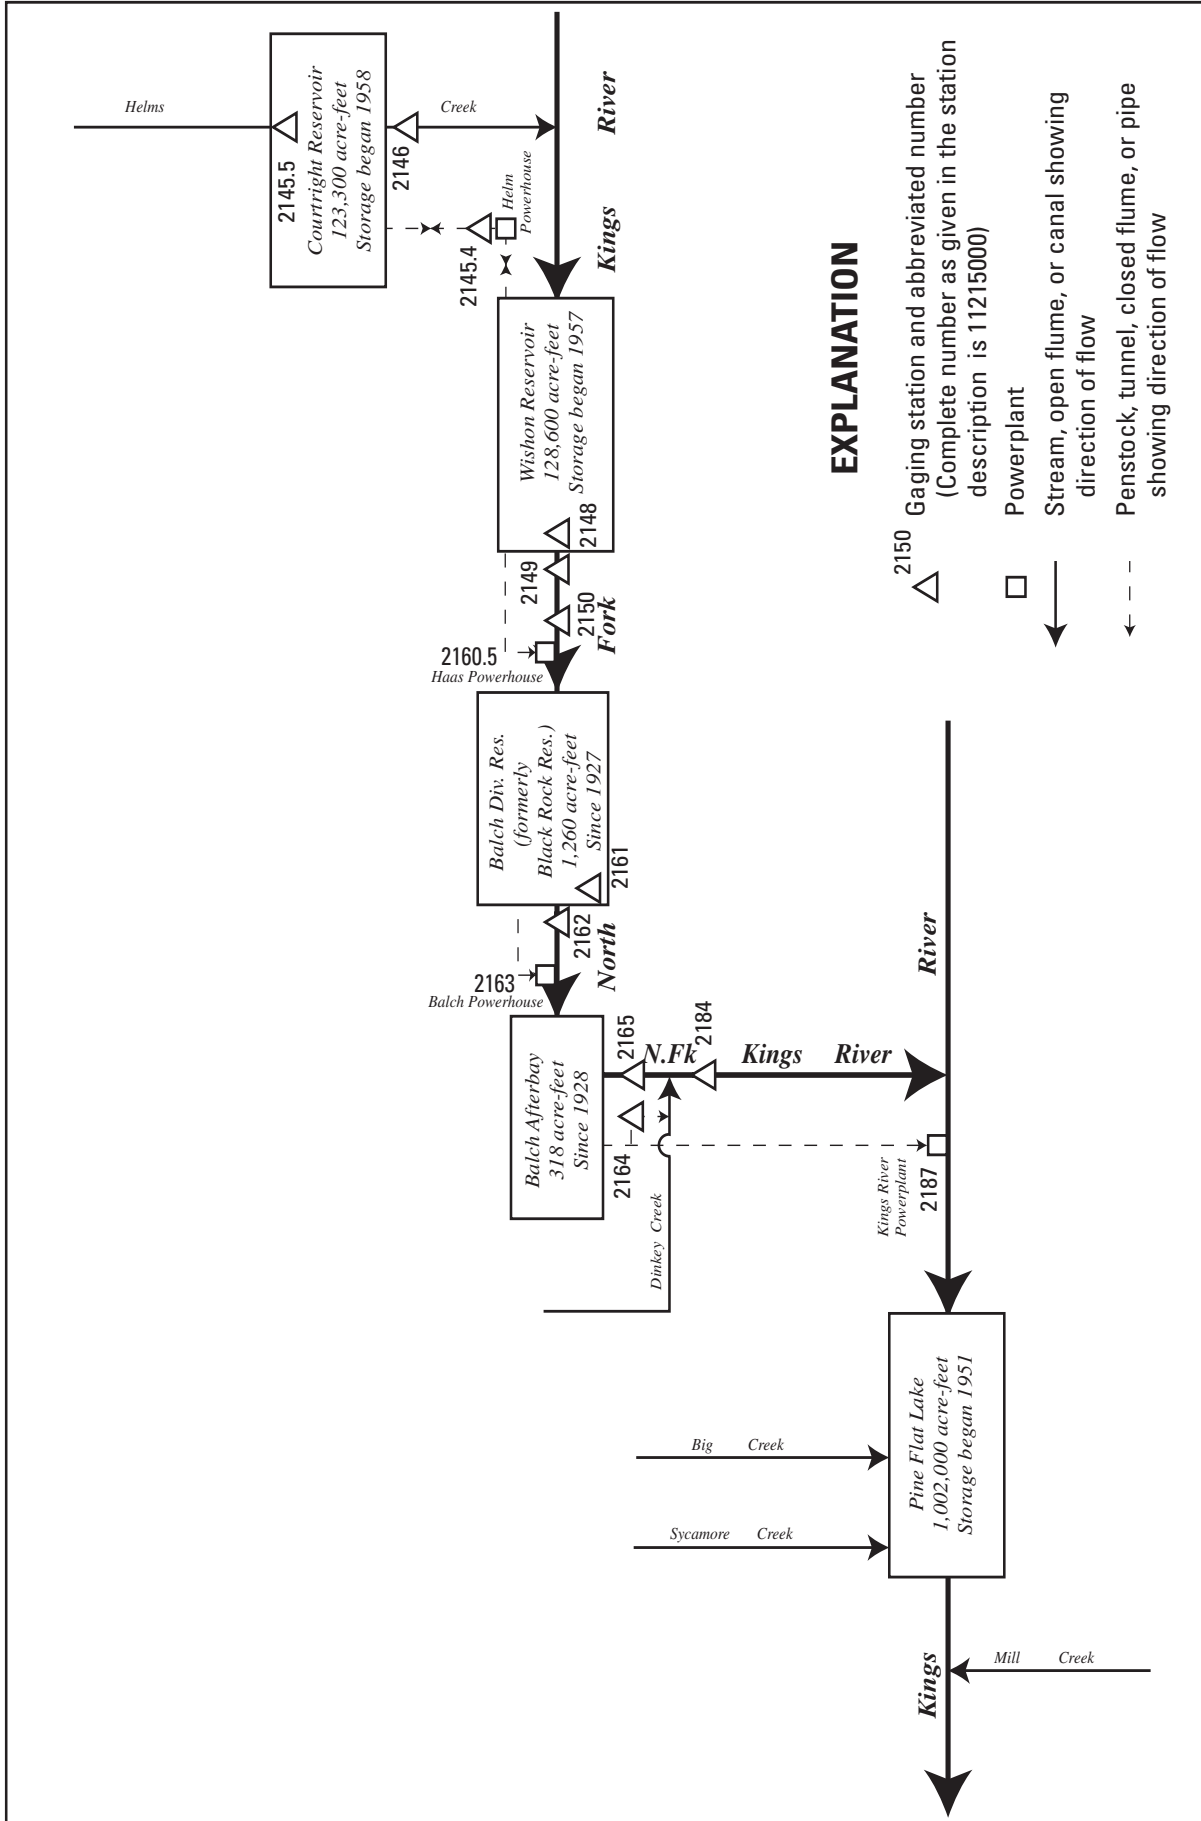 Helms
Creek
2145.5
Courtright Reservoir
123,300 acre-feet
Storage began 1958
2146
2145.4
Helm
Powerhouse
Kings
River
Wishon Reservoir
128,600 acre-feet
Storage began 1957
2148
2149
2150
Fork
2160.5
Haas Powerhouse
Balch Div. Res.
(formerly
Black Rock Res.)
1,260 acre-feet
Since 1927
2161
2162
North
2163
Balch Powerhouse
Balch Afterbay
318 acre-feet
Since 1928
2165
2164
N.Fk
2184
Kings
River
Dinkey Creek
Kings River
Powerplant
2187
River
Pine Flat Lake
1,002,000 acre-feet
Storage began 1951
Big Creek
Sycamore Creek
Kings
Mill Creek
EXPLANATION
2150
Gaging station and abbreviated number
(Complete number as given in the station
description is 11215000)
Powerplant
Stream, open flume, or canal showing
direction of flow
Penstock, tunnel, closed flume, or pipe
showing direction of flow